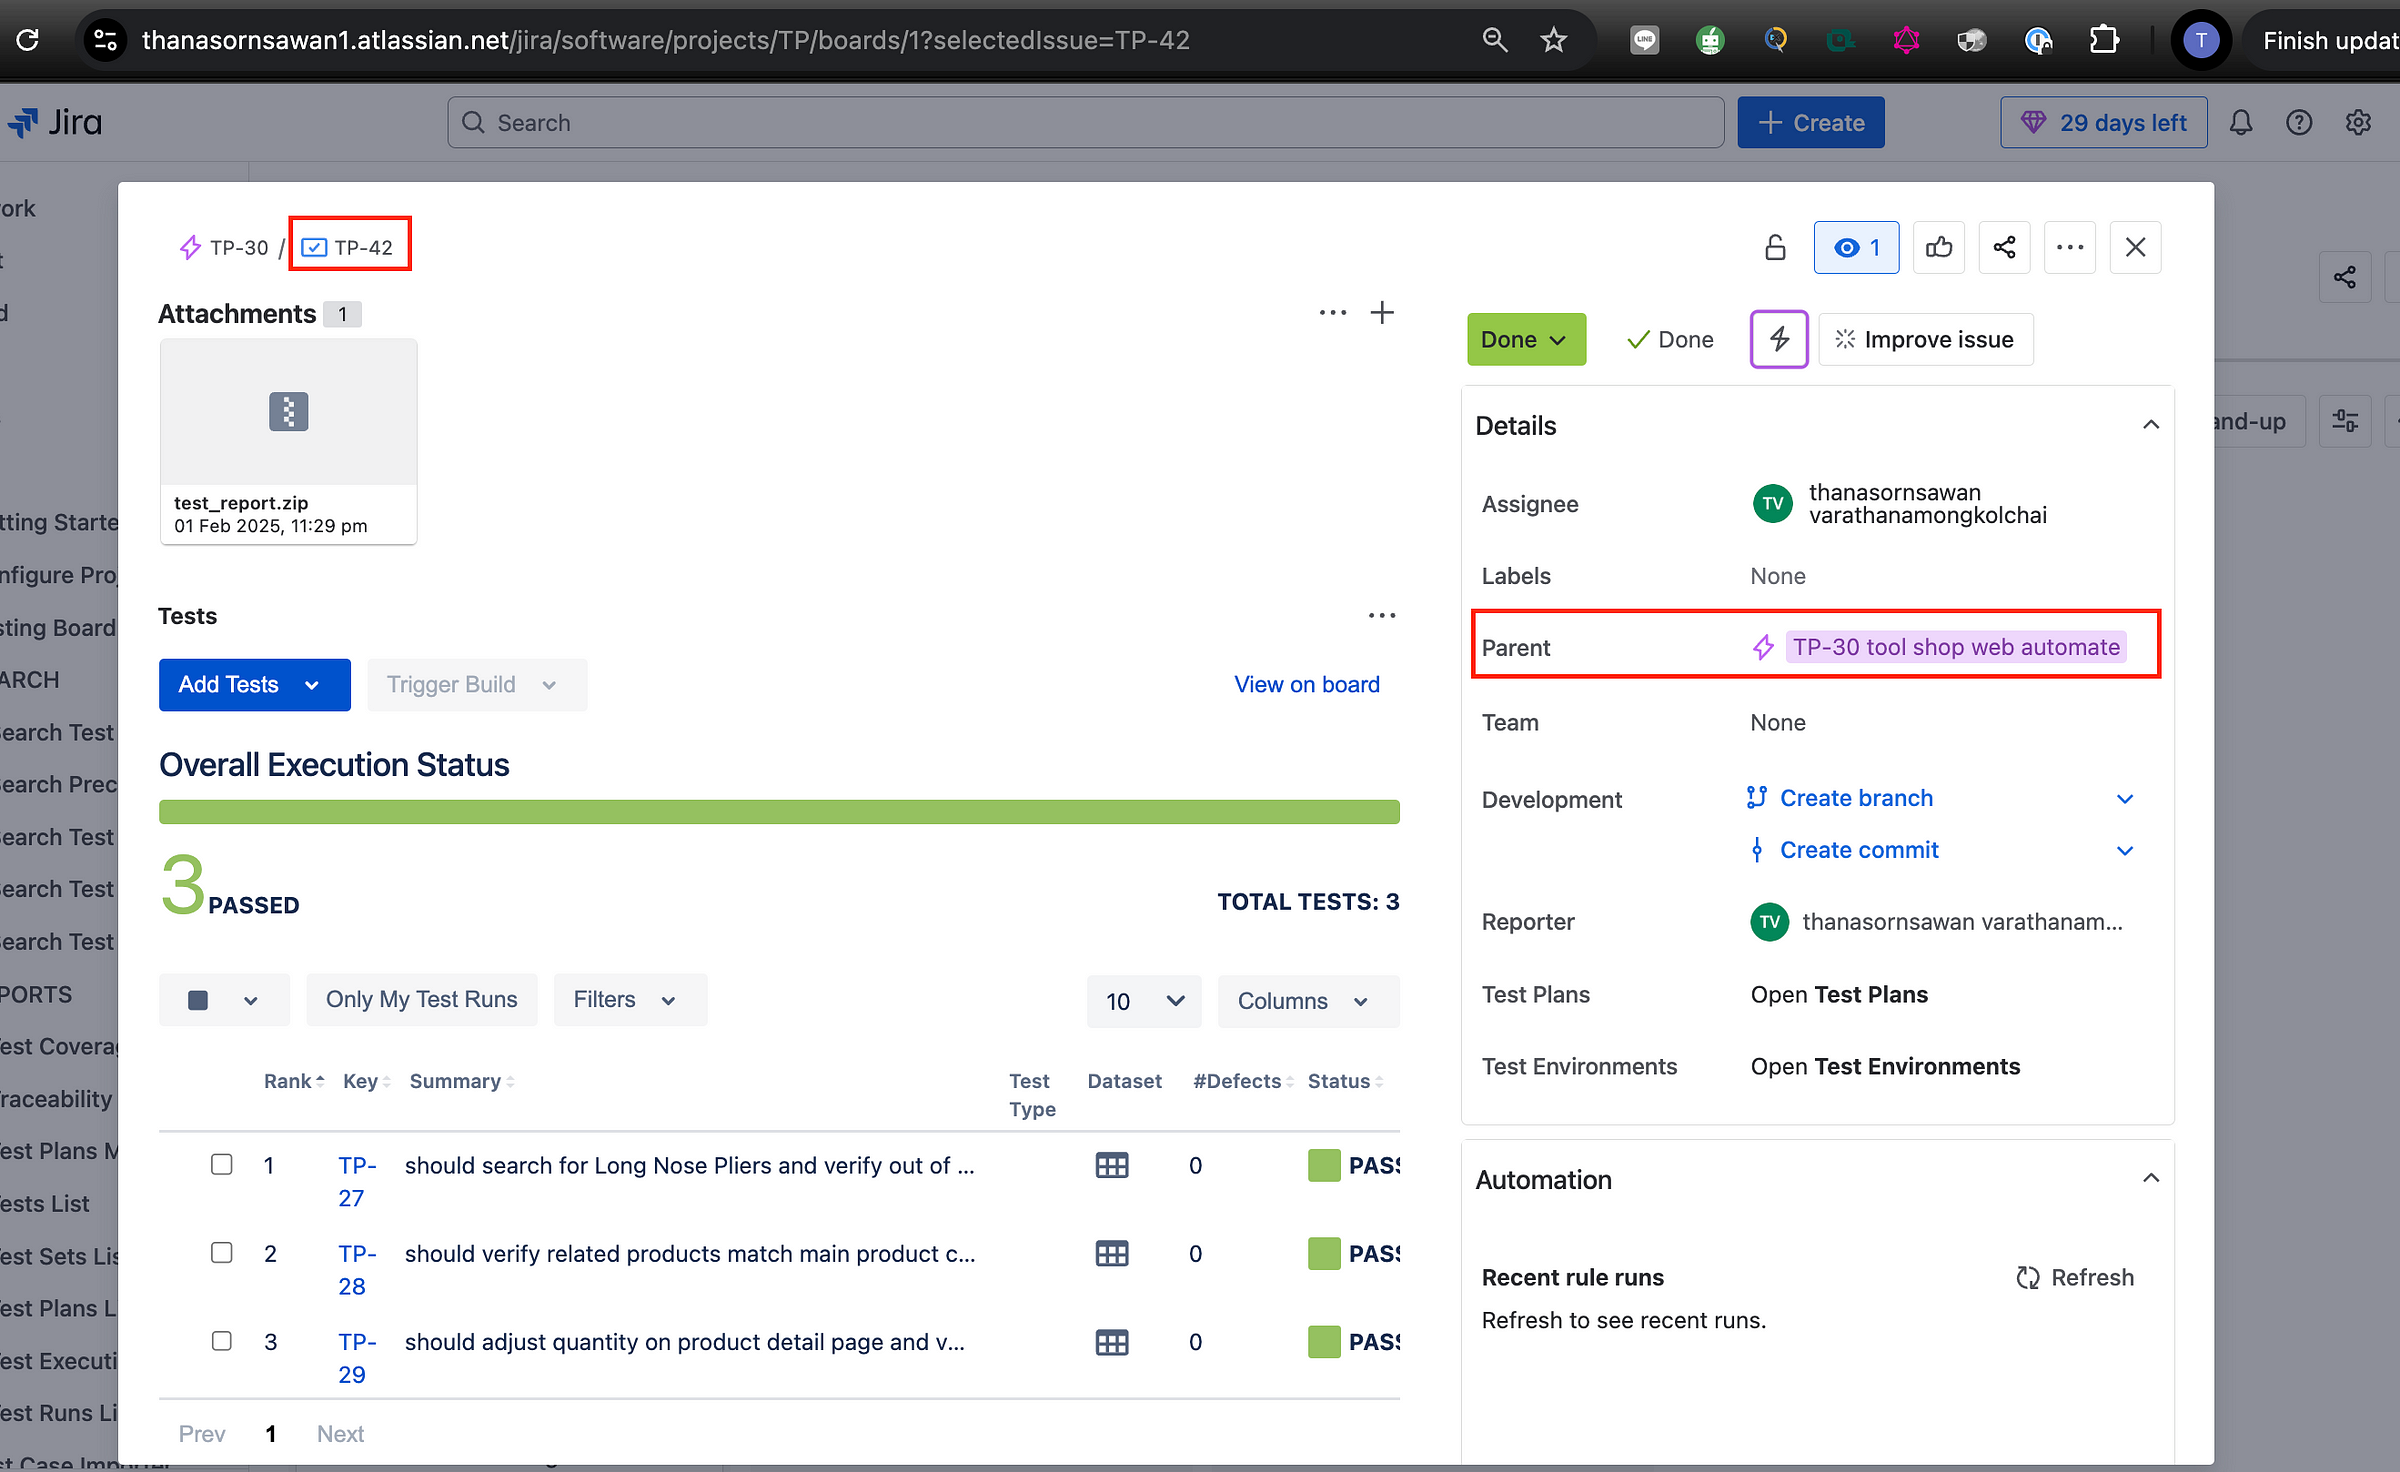 thanasornsawan1.atlassian.net/jira/software/projects/TP/boards/1?selectedIssue=TP-42
LINE
T
Finish updat
Jira
Search
Create
29 days left
ork
t
d
TP-30 / TP-42
1
Attachments 1
Done
Done
Improve issue
and-up
Details
test_report.zip
01 Feb 2025, 11:29 pm
Assignee
TV
thanasornsawan
varathanamongkolchai
tting Starte
nfigure Proj
Labels
None
sting Board
Tests
Parent
TP-30 tool shop web automate
ARCH
Add Tests
Trigger Build
View on board
Team
None
Search Test
Overall Execution Status
Search Prec
Development
Create branch
Search Test
Create commit
Search Test
3 PASSED
TOTAL TESTS: 3
Reporter
TV
thanasornsawan varathanam...
Search Test
PORTS
Only My Test Runs
Filters
10
Columns
Test Plans
Open Test Plans
est Coverag
Test Environments
Open Test Environments
Rank
Key
Summary
Test
Type
Dataset
#Defects
Status
raceability
est Plans M
1
TP-
27
should search for Long Nose Pliers and verify out of ...
0
PASS
Automation
ests List
est Sets Lis
2
TP-
28
should verify related products match main product c...
0
PASS
Recent rule runs
Refresh
Refresh to see recent runs.
est Plans L
3
TP-
29
should adjust quantity on product detail page and v...
0
PASS
est Executi
est Runs Li
Prev
1
Next